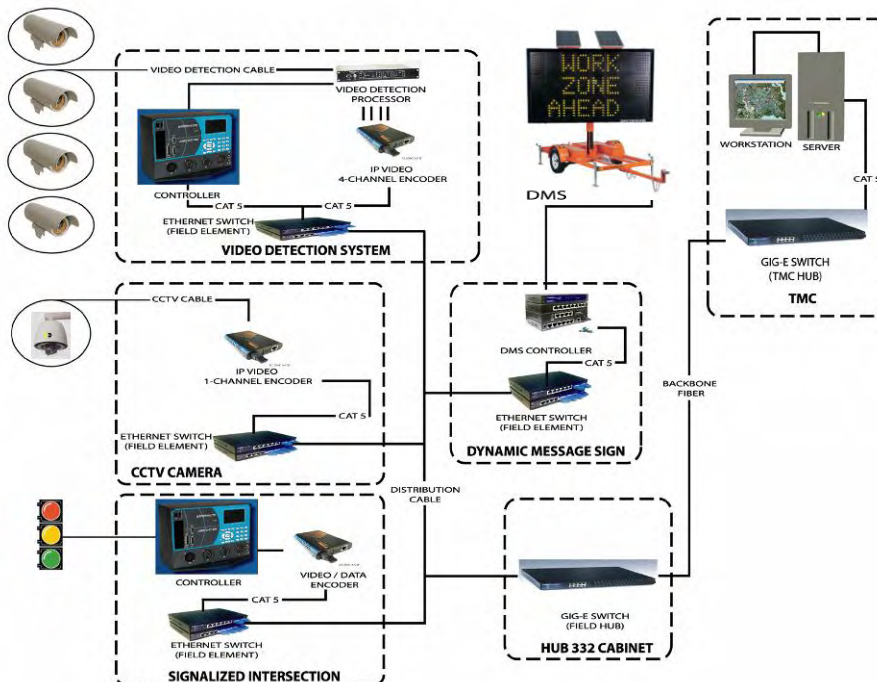 VIDEO DETECTION CABLE
VIDEO DETECTION
PROCESSOR
IP VIDEO
4-CHANNEL ENCODER
CONTROLLER
CAT 5
CAT 5
ETHERNET SWITCH
(FIELD ELEMENT)
VIDEO DETECTION SYSTEM
WORK
ZONE
AHEAD
DMS
WORKSTATION
SERVER
CAT 5
GIG-E SWITCH
(TMC HUB)
TMC
CCTV CABLE
IP VIDEO
1-CHANNEL ENCODER
CAT 5
ETHERNET SWITCH
(FIELD ELEMENT)
CCTV CAMERA
DMS CONTROLLER
CAT 5
ETHERNET SWITCH
(FIELD ELEMENT)
DYNAMIC MESSAGE SIGN
BACKBONE
FIBER
DISTRIBUTION
CABLE
CONTROLLER
VIDEO / DATA
ENCODER
CAT 5
ETHERNET SWITCH
(FIELD ELEMENT)
SIGNALIZED INTERSECTION
GIG-E SWITCH
(FIELD HUB)
HUB 332 CABINET